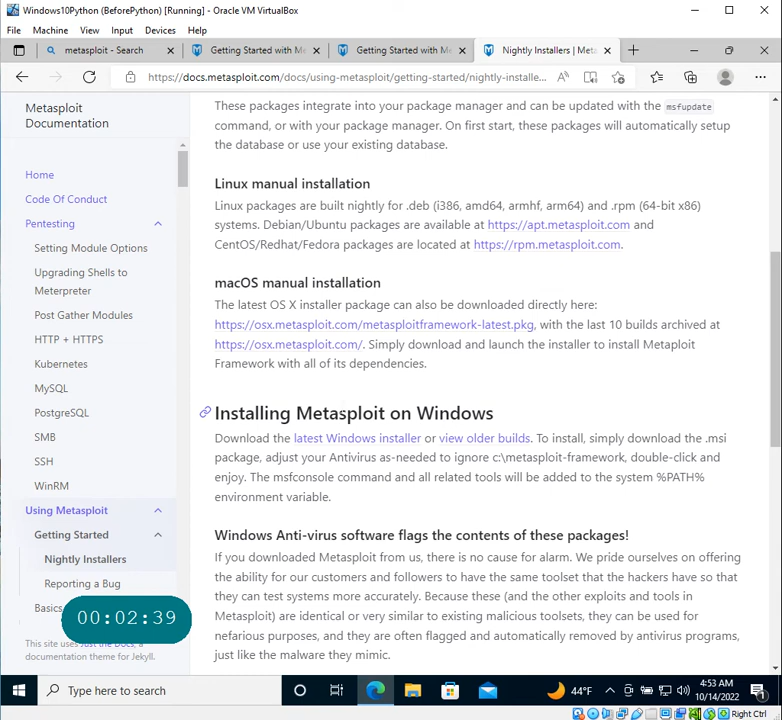 Windows10Python (BeforePython) [Running] - Oracle VM VirtualBox
File Machine View Input Devices Help
metasploit - Search
Getting Started with Me
Getting Started with Me
Nightly Installers | Meta
https://docs.metasploit.com/docs/using-metasploit/getting-started/nightly-installe...
Metasploit
Documentation
Home
Code Of Conduct
Pentesting
Setting Module Options
Upgrading Shells to
Meterpreter
Post Gather Modules
HTTP + HTTPS
Kubernetes
MySQL
PostgreSQL
SMB
SSH
WinRM
Using Metasploit
Getting Started
Nightly Installers
Reporting a Bug
Basics
00:02:39
This site uses Just the Docs, a
documentation theme for Jekyll.
These packages integrate into your package manager and can be updated with the msfupdate
command, or with your package manager. On first start, these packages will automatically setup
the database or use your existing database.
Linux manual installation
Linux packages are built nightly for .deb (i386, amd64, armhf, arm64) and .rpm (64-bit x86)
systems. Debian/Ubuntu packages are available at https://apt.metasploit.com and
CentOS/Redhat/Fedora packages are located at https://rpm.metasploit.com.
macOS manual installation
The latest OS X installer package can also be downloaded directly here:
https://osx.metasploit.com/metasploitframework-latest.pkg, with the last 10 builds archived at
https://osx.metasploit.com/. Simply download and launch the installer to install Metaploit
Framework with all of its dependencies.
Installing Metasploit on Windows
Download the latest Windows installer or view older builds. To install, simply download the .msi
package, adjust your Antivirus as-needed to ignore c:\metasploit-framework, double-click and
enjoy. The msfconsole command and all related tools will be added to the system %PATH%
environment variable.
Windows Anti-virus software flags the contents of these packages!
If you downloaded Metasploit from us, there is no cause for alarm. We pride ourselves on offering
the ability for our customers and followers to have the same toolset that the hackers have so that
they can test systems more accurately. Because these (and the other exploits and tools in
Metasploit) are identical or very similar to existing malicious toolsets, they can be used for
nefarious purposes, and they are often flagged and automatically removed by antivirus programs,
just like the malware they mimic.
Type here to search
44°F
4:53 AM
10/14/2022
1
Right Ctrl